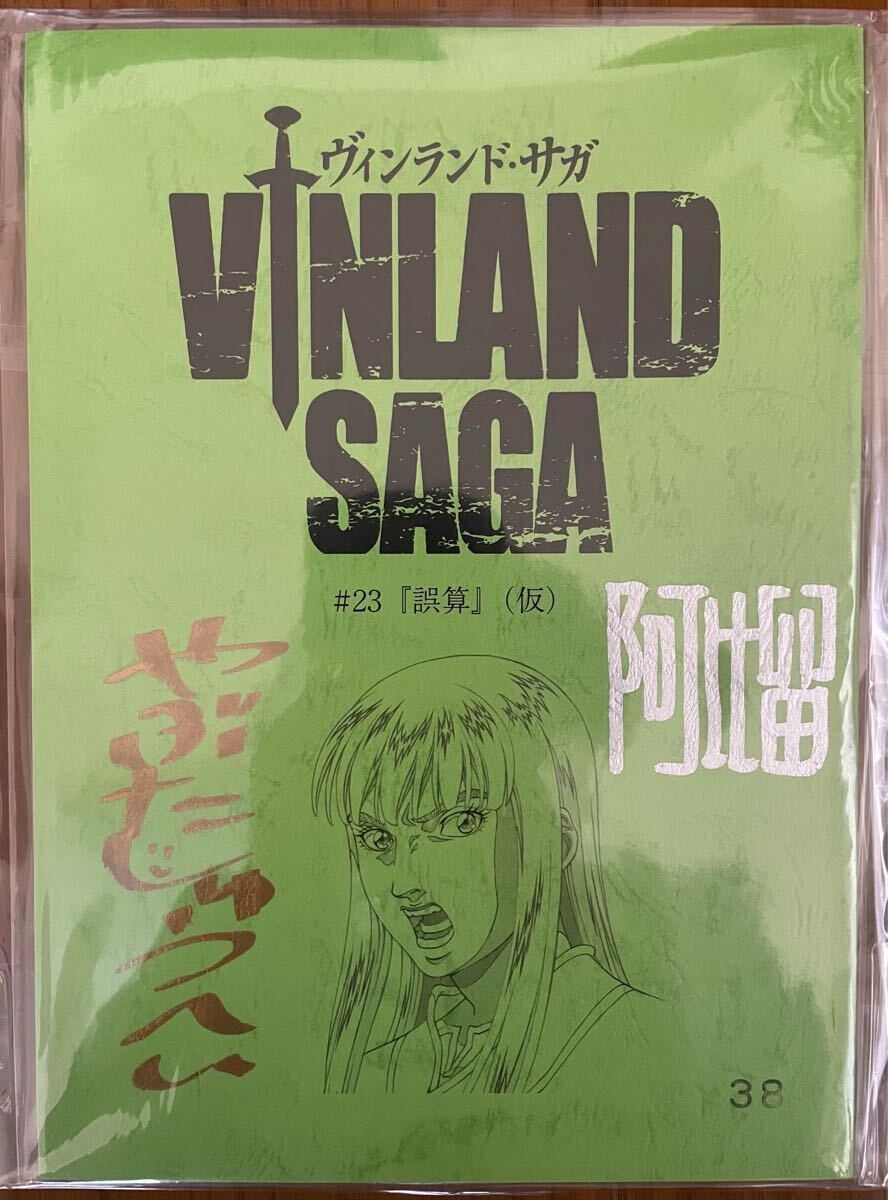 ヴィンランド・サガ
VINLAND
SAGA
#23『誤算』（仮）
阿比留
38